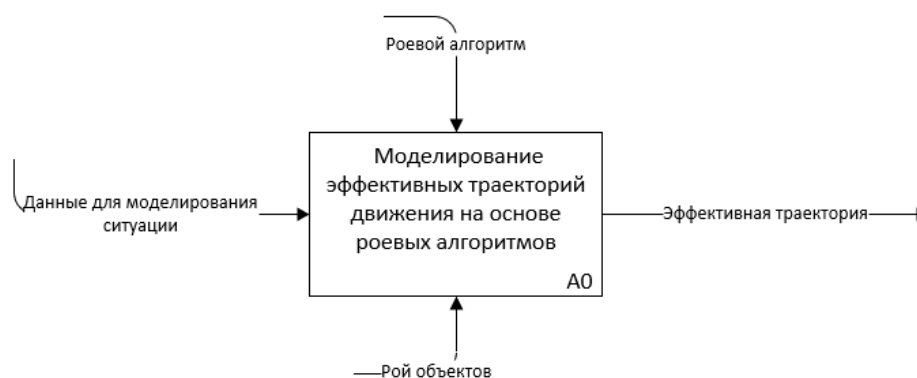 Роевой алгоритм
Моделирование
эффективных траекторий
движения на основе
роевых алгоритмов
A0
Данные для моделирования
ситуации
Эффективная траектория
Рой объектов